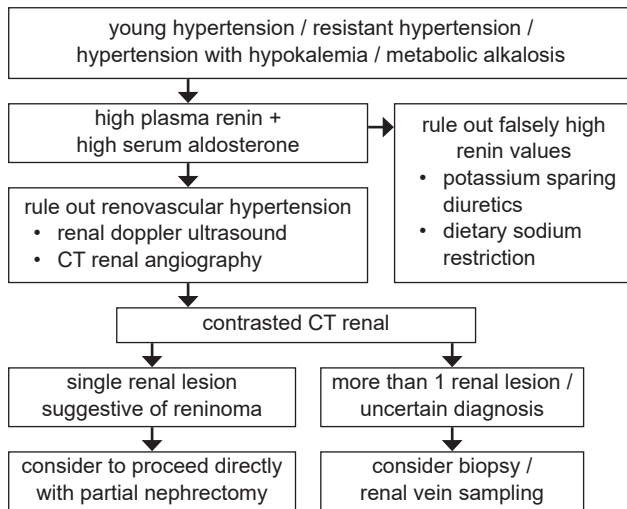 young hypertension / resistant hypertension /
hypertension with hypokalemia / metabolic alkalosis
high plasma renin +
high serum aldosterone
rule out falsely high
renin values
• potassium sparing
diuretics
• dietary sodium
restriction
rule out renovascular hypertension
• renal doppler ultrasound
• CT renal angiography
contrasted CT renal
single renal lesion
suggestive of reninoma
more than 1 renal lesion /
uncertain diagnosis
consider to proceed directly
with partial nephrectomy
consider biopsy /
renal vein sampling